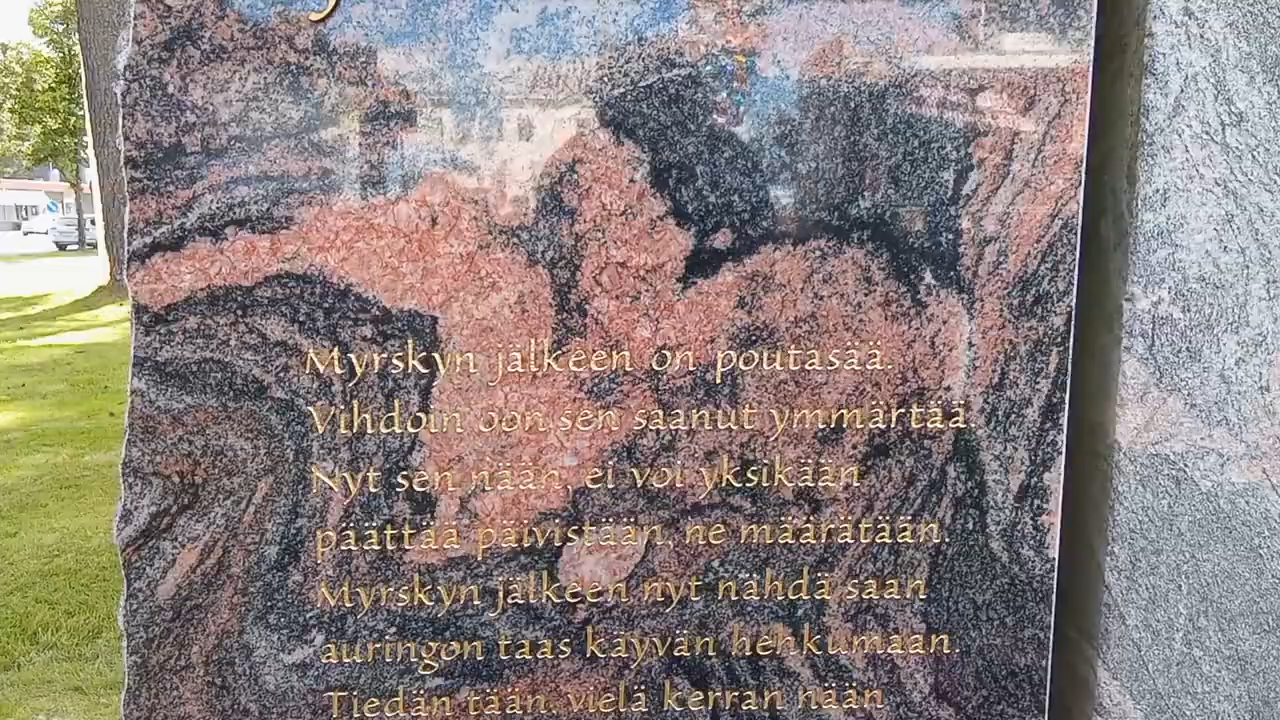 Myrskyn jälkeen on poutasää.
Vihdoin oon sen saanut ymmärtää.
Nyt sen nään, ei voi yksikään
päättää päivistään, ne määrätään.
Myrskyn jälkeen nyt nähdä saan
auringon taas käyvän hehkumaan.
Tiedän tään, vielä kerran nään